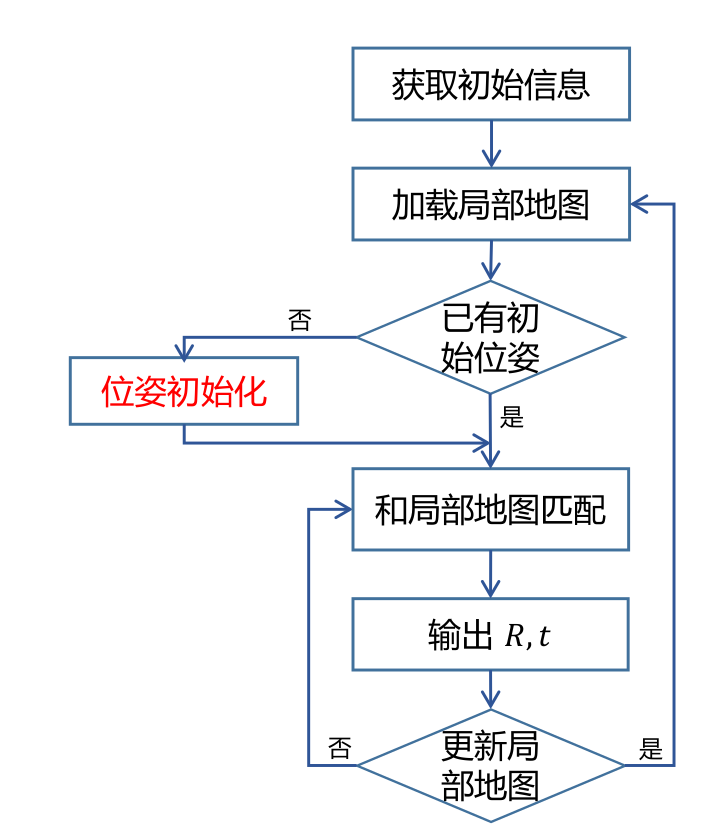 获取初始信息
加载局部地图
已有初
始位姿
否
位姿初始化
是
和局部地图匹配
输出 R,t
更新局
部地图
否
是